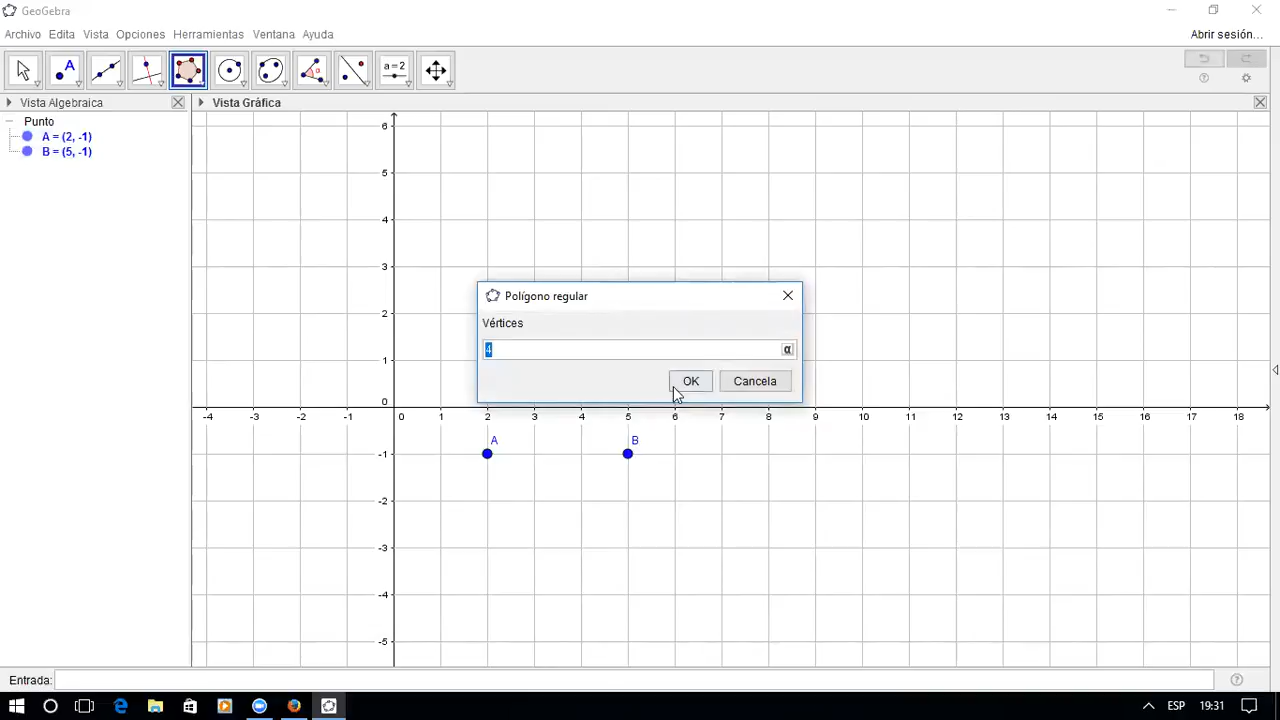 GeoGebra
Archivo Edita Vista Opciones Herramientas Ventana Ayuda
Abrir sesión...
A
a = 2
Vista Algebraica
Vista Gráfica
Punto
A = (2, -1)
B = (5, -1)
6
5
4
3
2
1
0
-4 -3 -2 -1 0 1 2 3 4 5 6 7 8 9 10 11 12 13 14 15 16 17 18
-1
-2
-3
-4
-5
Polígono regular
Vértices
4
α
OK Cancela
A B
Entrada:
ESP 19:31